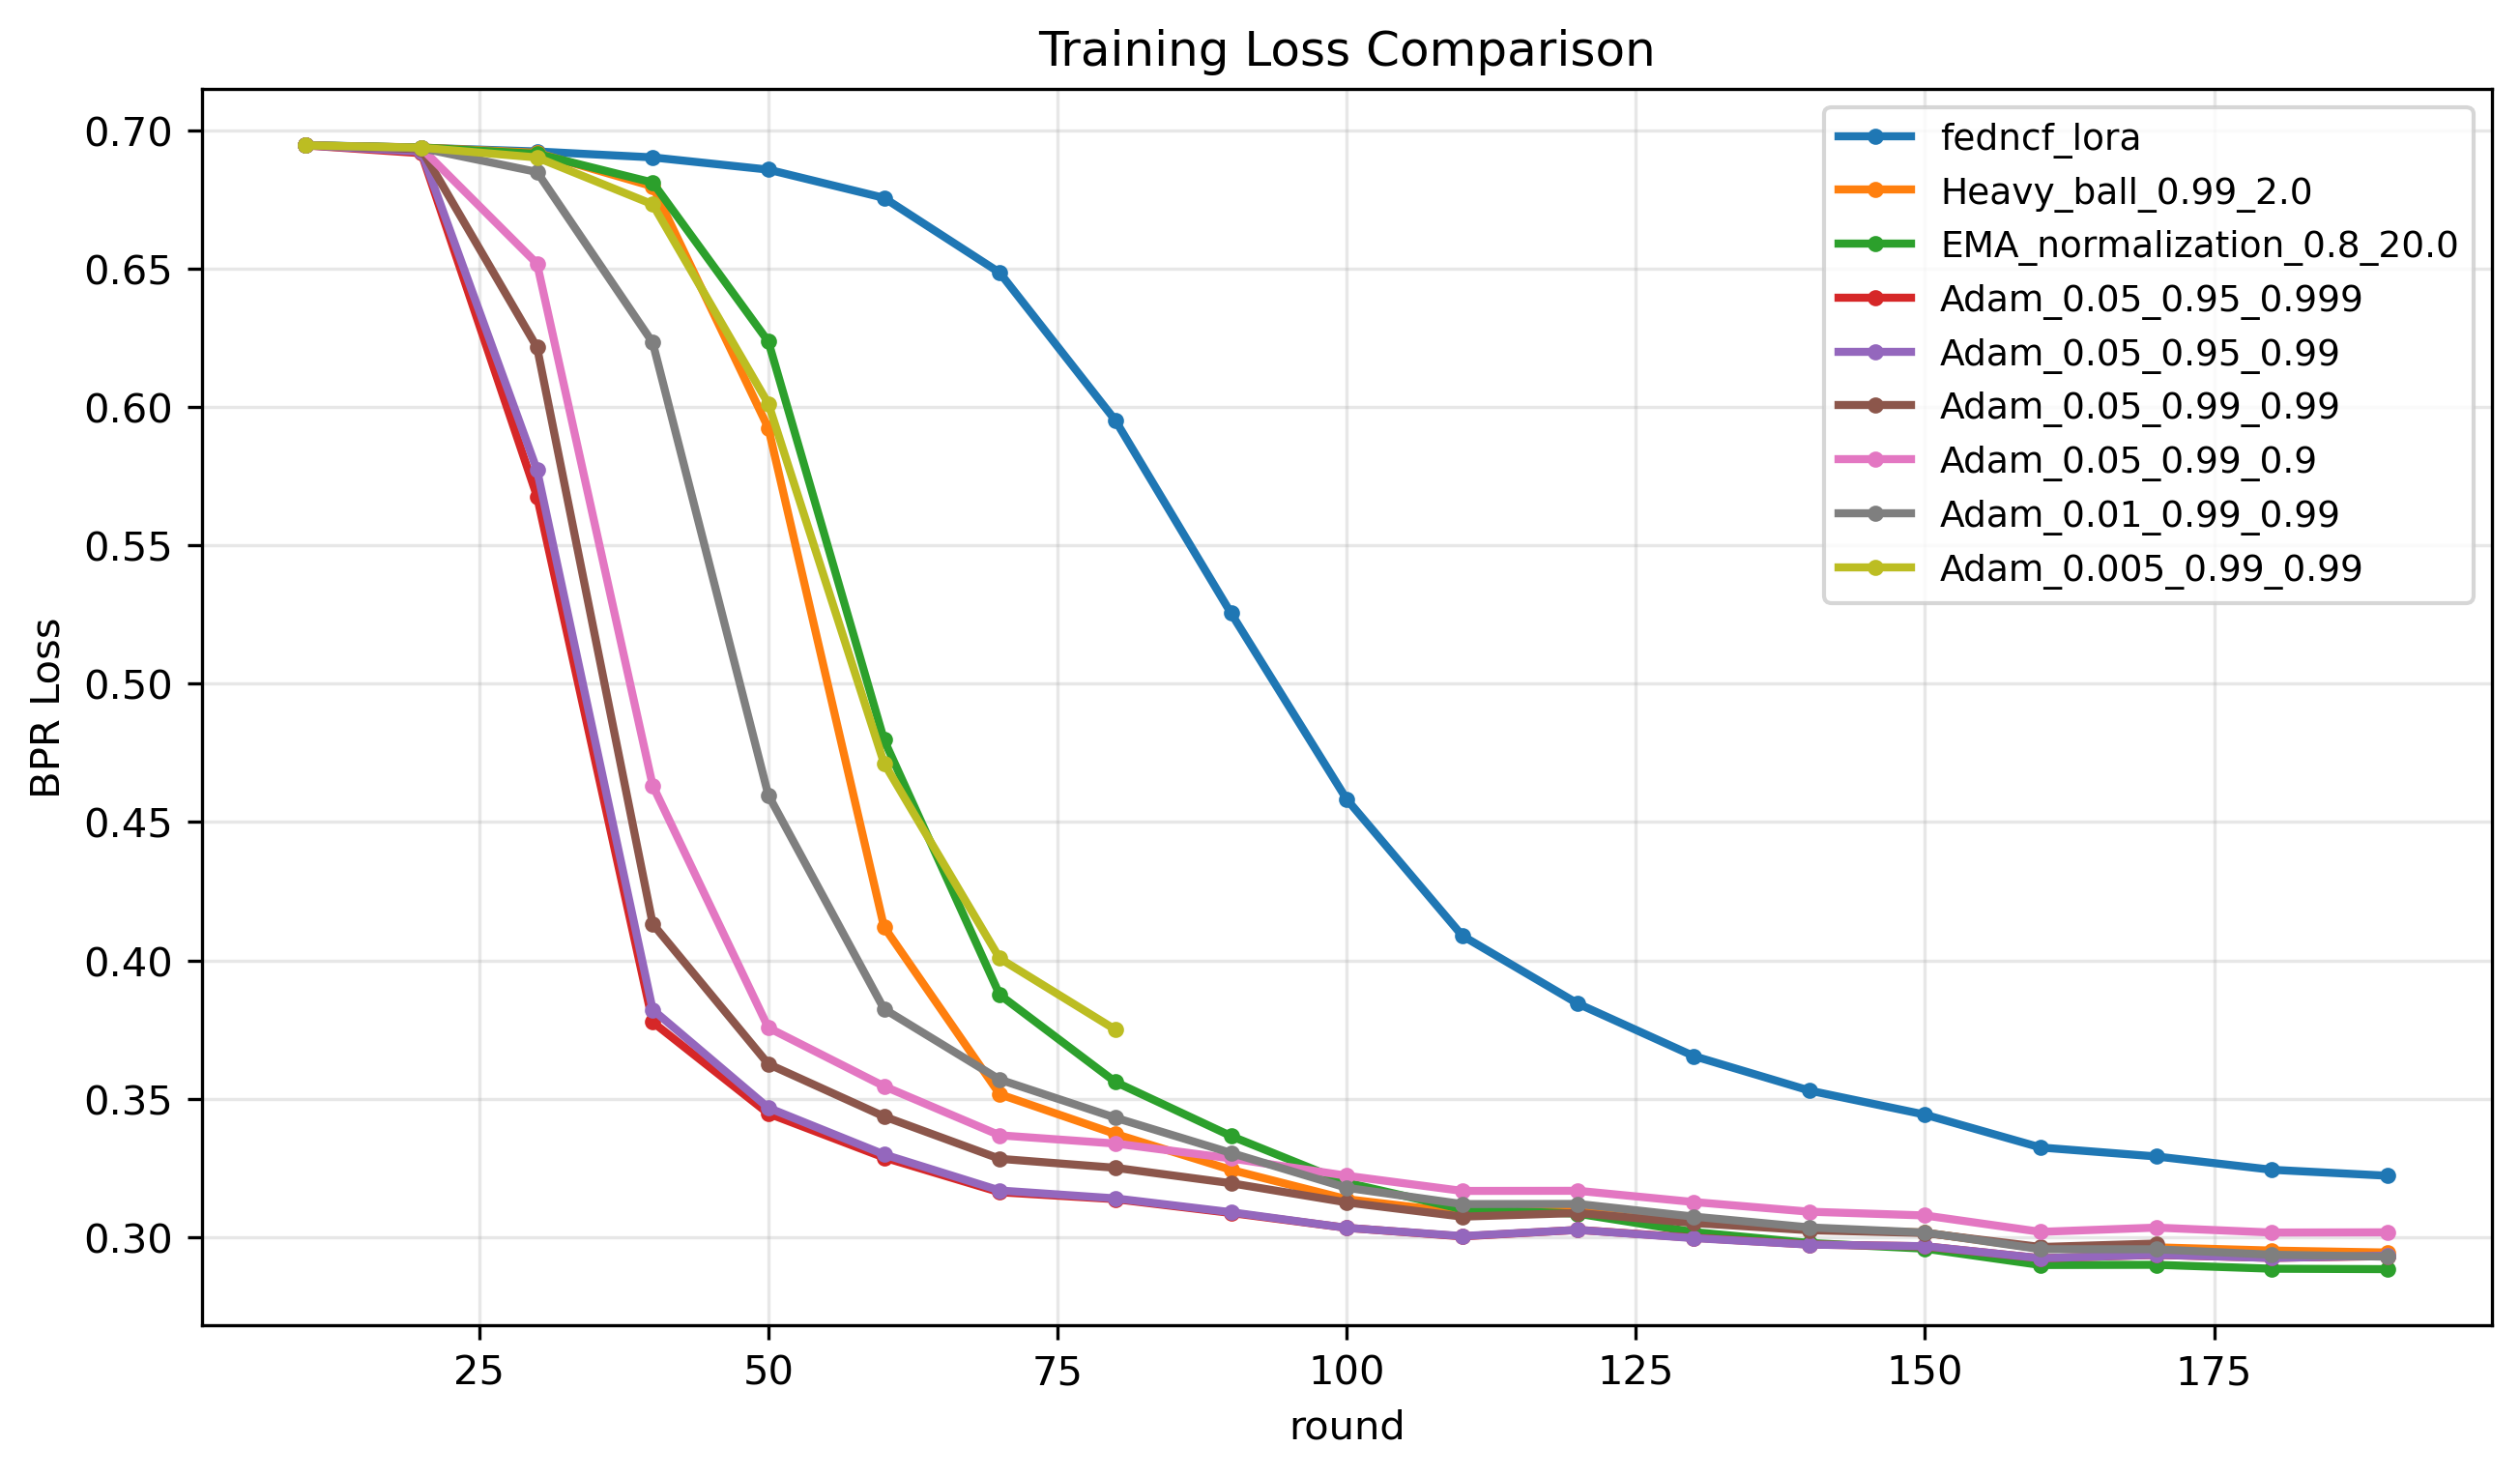 Training Loss Comparison
0.70
0.65
0.60
0.55
0.50
0.45
0.40
0.35
0.30
BPR Loss
fedncf_lora
Heavy_ball_0.99_2.0
EMA_normalization_0.8_20.0
Adam_0.05_0.95_0.999
Adam_0.05_0.95_0.99
Adam_0.05_0.99_0.99
Adam_0.05_0.99_0.9
Adam_0.01_0.99_0.99
Adam_0.005_0.99_0.99
25 50 75 100 125 150 175
round